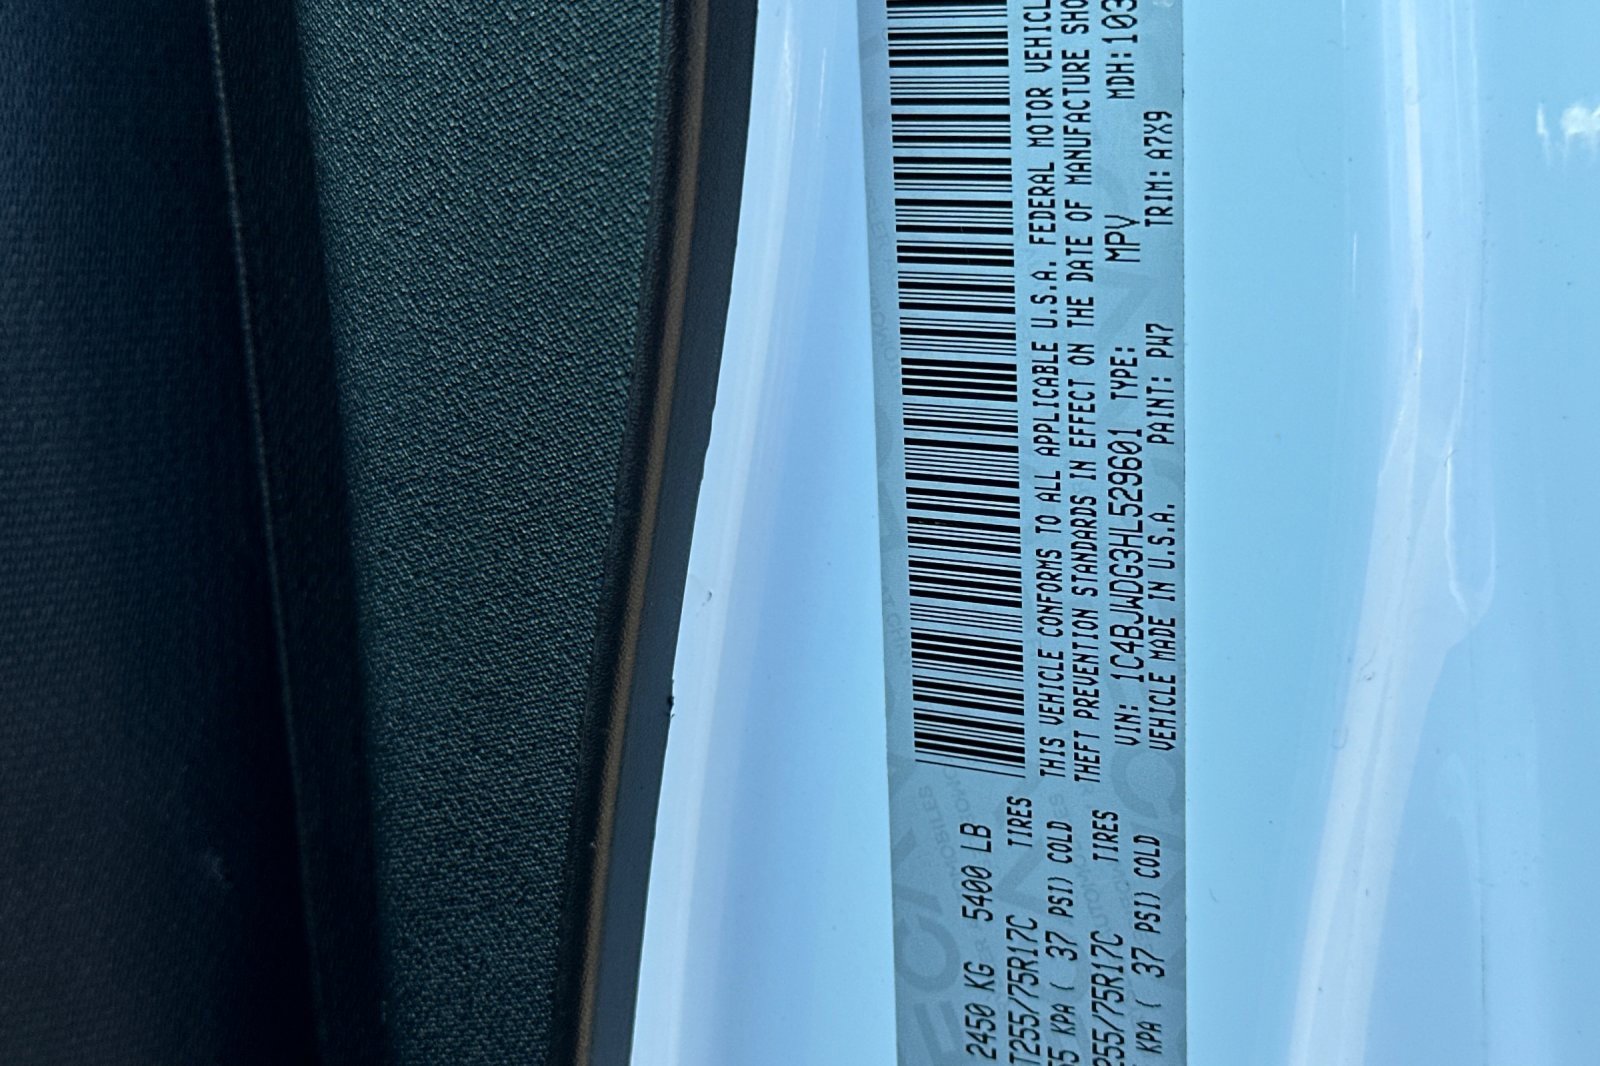 2450 KG 5400 LB
T255/75R17C TIRES
5 KPA ( 37 PSI) COLD
255/75R17C TIRES
KPA ( 37 PSI) COLD
THIS VEHICLE CONFORMS TO ALL APPLICABLE U.S.A. FEDERAL MOTOR VEHICL
THEFT PREVENTION STANDARDS IN EFFECT ON THE DATE OF MANUFACTURE SHO
VIN: 1C4BJWDG3HL529601 TYPE: MPV MDH:103
VEHICLE MADE IN U.S.A. PAINT: PW7 TRIM: A7X9